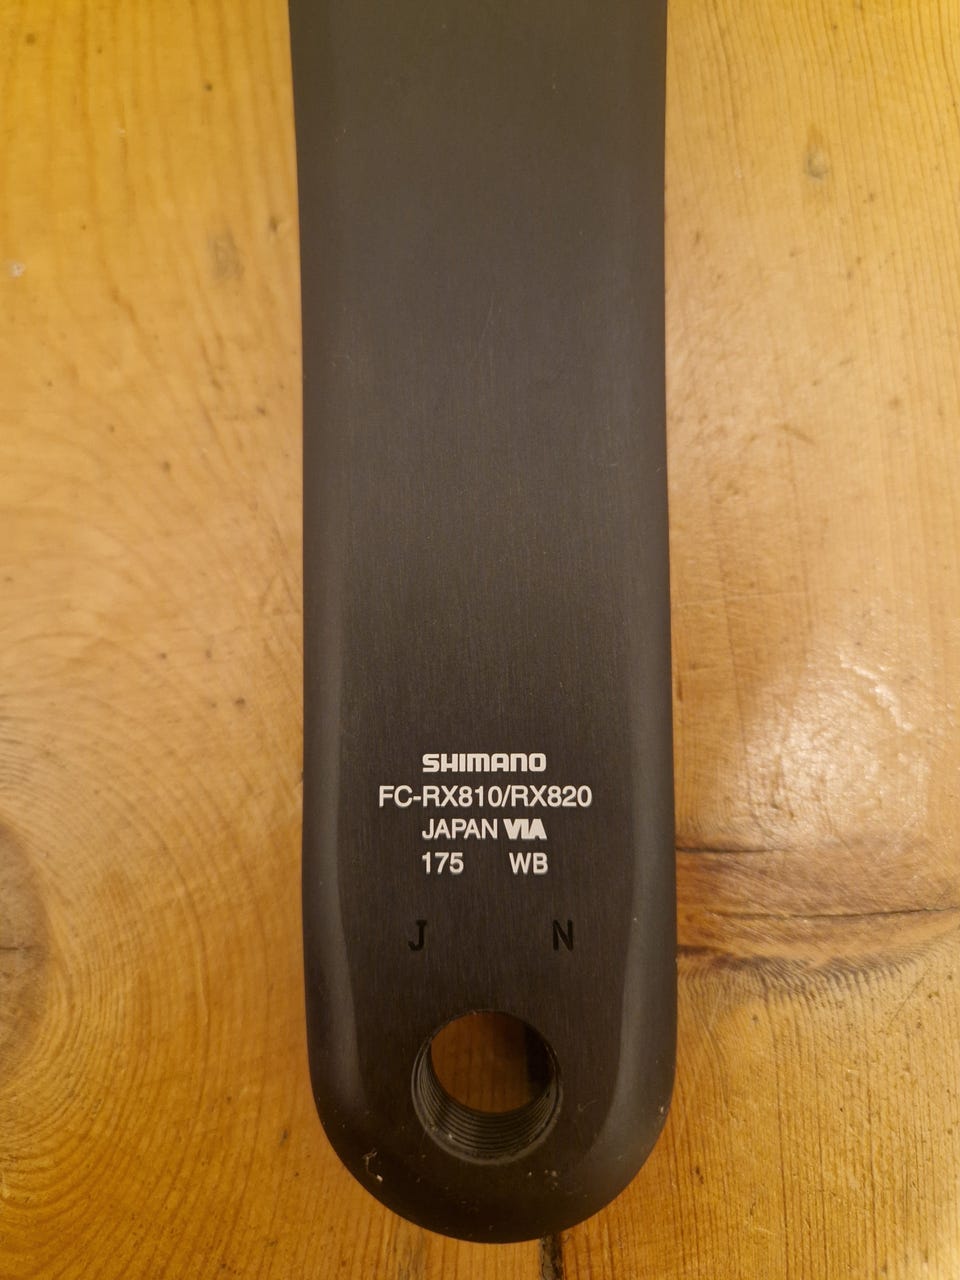 SHIMANO
FC-RX810/RX820
JAPAN VIA
175 WB
J N